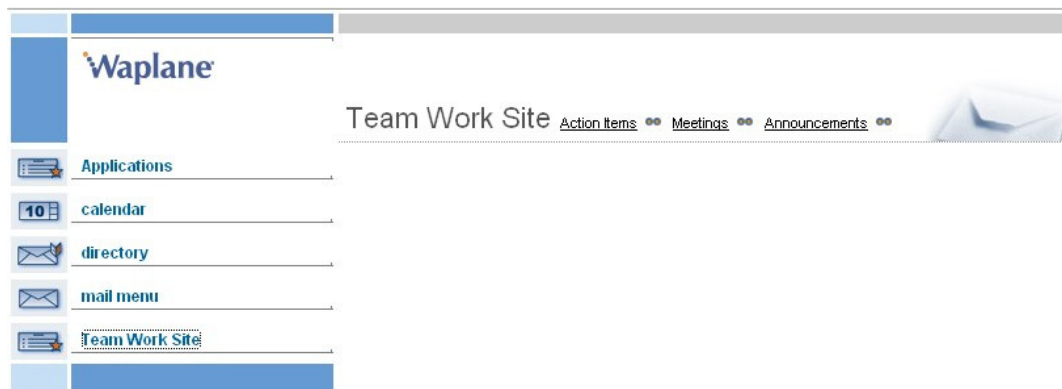 Waplane
Team Work Site Action Items Meetings Announcements
Applications
10 calendar
directory
mail menu
Team Work Site